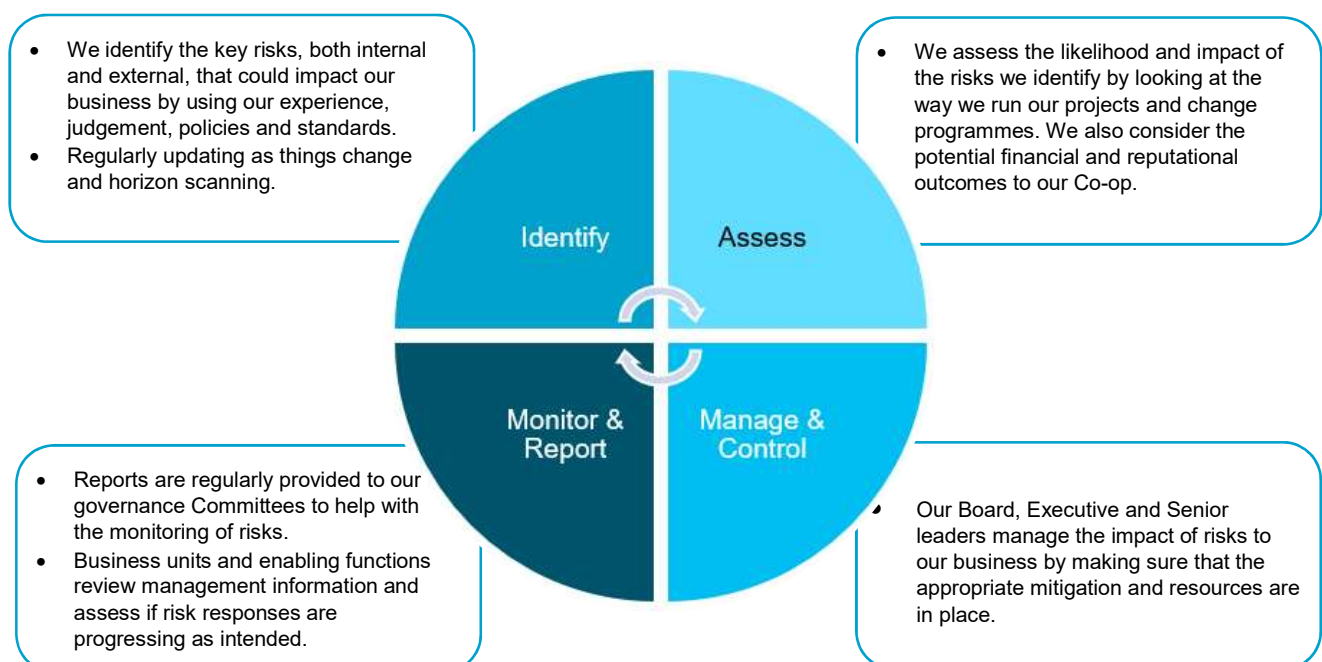 • We identify the key risks, both internal
and external, that could impact our
business by using our experience,
judgement, policies and standards.
• Regularly updating as things change
and horizon scanning.
• We assess the likelihood and impact of
the risks we identify by looking at the
way we run our projects and change
programmes. We also consider the
potential financial and reputational
outcomes to our Co-op.
Identify
Assess
Monitor &
Report
Manage &
Control
• Reports are regularly provided to our
governance Committees to help with
the monitoring of risks.
• Business units and enabling functions
review management information and
assess if risk responses are
progressing as intended.
• Our Board, Executive and Senior
leaders manage the impact of risks to
our business by making sure that the
appropriate mitigation and resources are
in place.